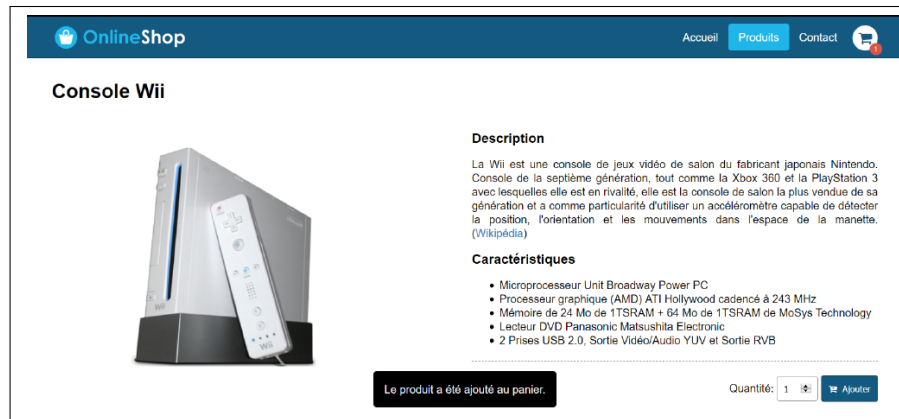 OnlineShop
Accueil Produits Contact 1
Console Wii
Description
La Wii est une console de jeux vidéo de salon du fabricant japonais Nintendo.
Console de la septième génération, tout comme la Xbox 360 et la PlayStation 3
avec lesquelles elle est en rivalité, elle est la console de salon la plus vendue de sa
génération et a comme particularité d'utiliser un accéléromètre capable de détecter
la position, l'orientation et les mouvements dans l'espace de la manette.
(Wikipédia)
Caractéristiques
• Microprocesseur Unit Broadway Power PC
• Processeur graphique (AMD) ATI Hollywood cadencé à 243 MHz
• Mémoire de 24 Mo de 1TSRAM + 64 Mo de 1TSRAM de MoSys Technology
• Lecteur DVD Panasonic Matsushita Electronic
• 2 Prises USB 2.0, Sortie Vidéo/Audio YUV et Sortie RVB
Wii
Wii
Le produit a été ajouté au panier.
Quantité: 1 Ajouter